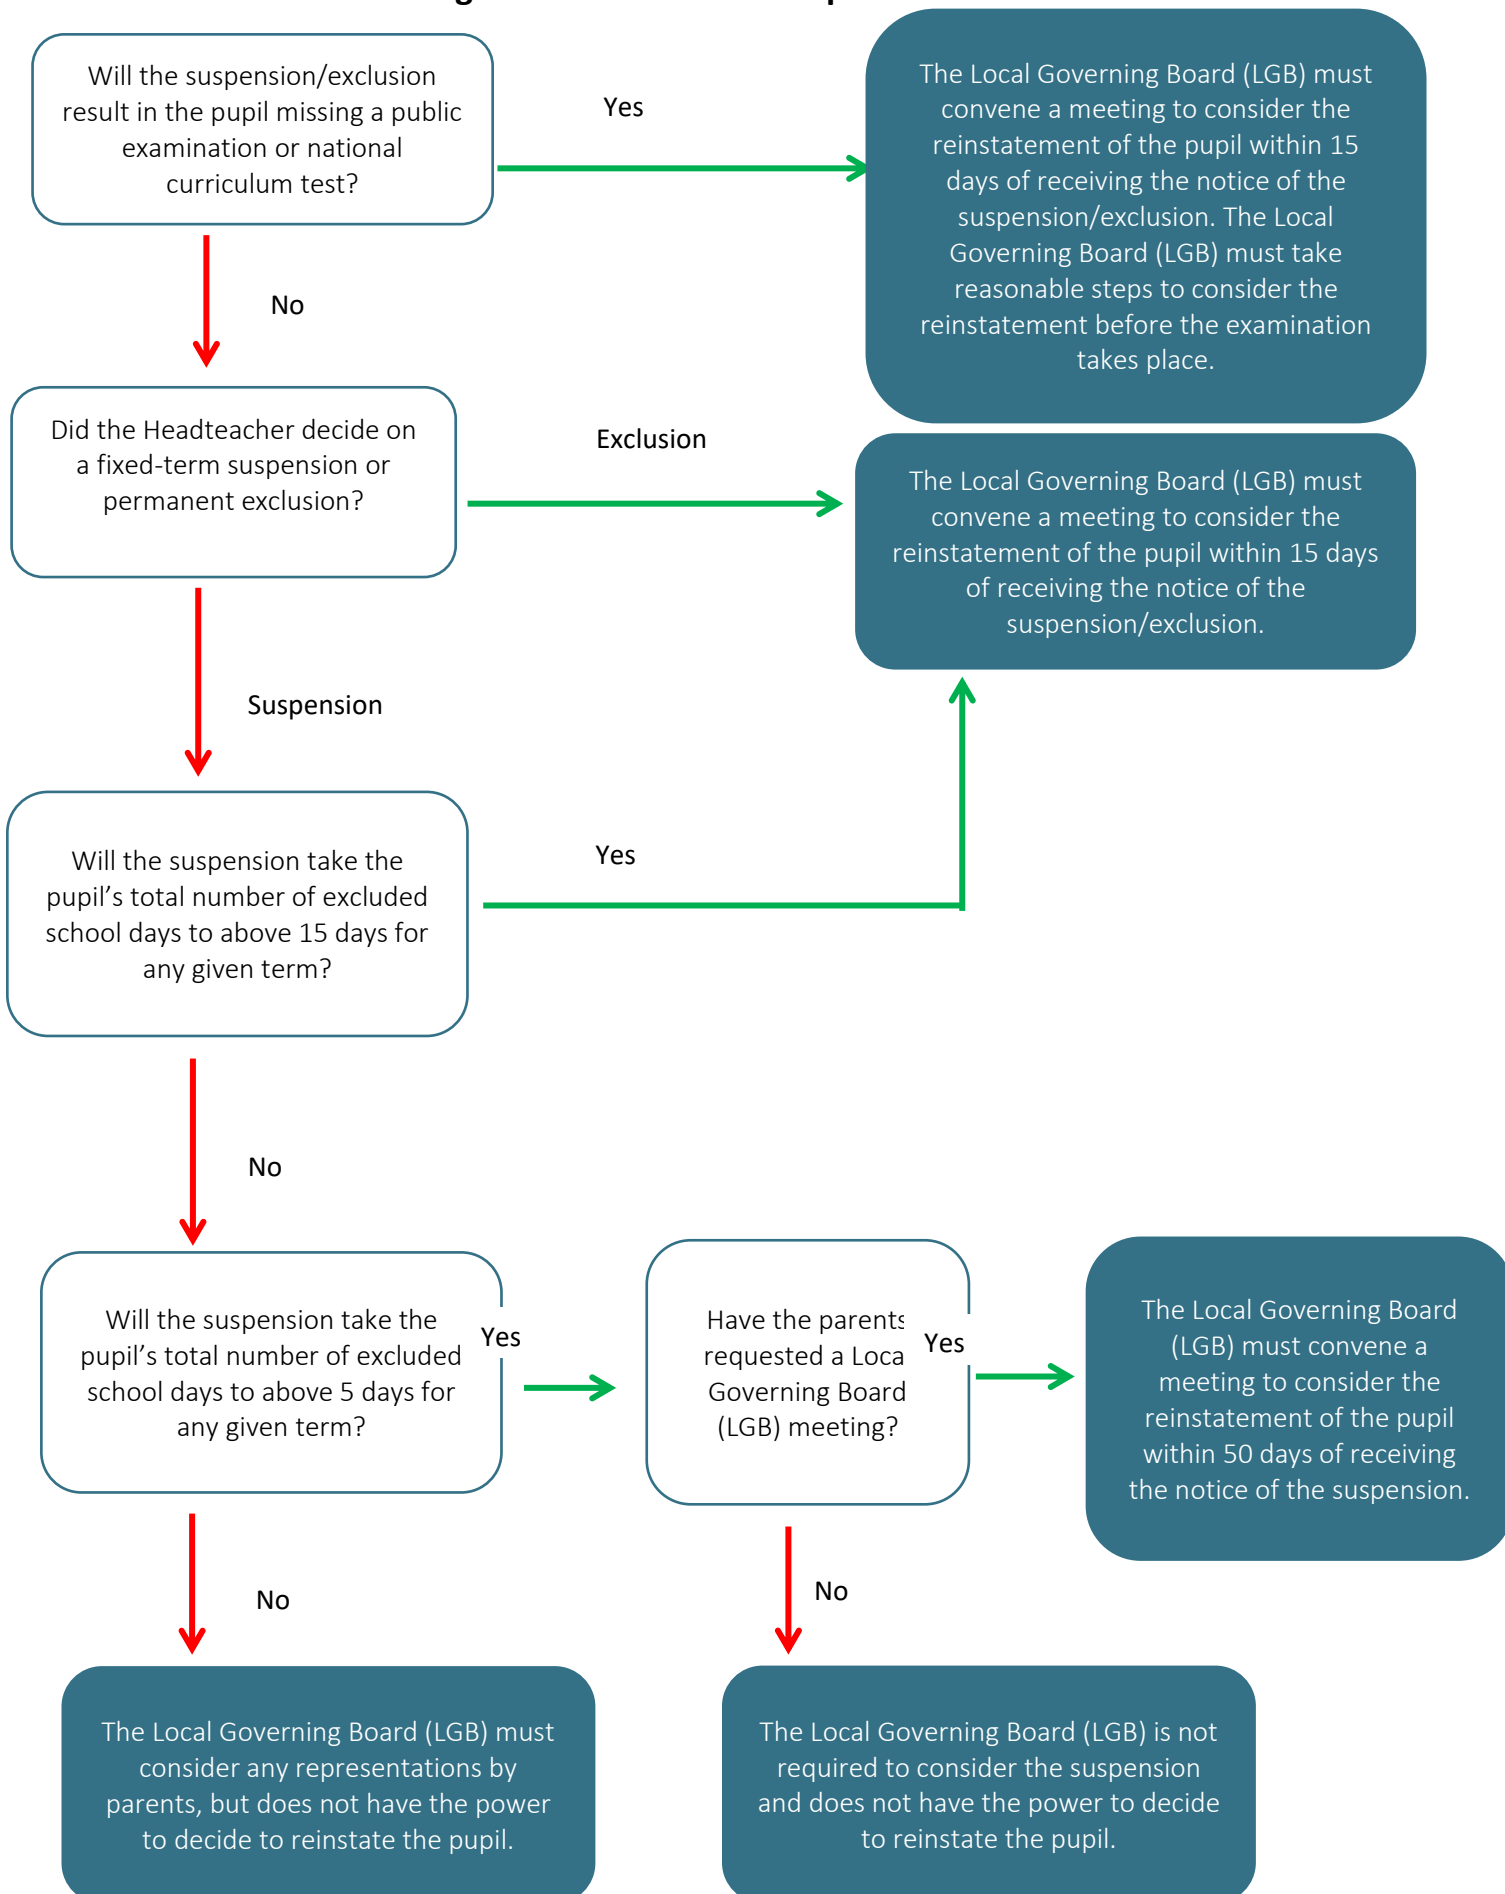 Will the suspension/exclusion
result in the pupil missing a public
examination or national
curriculum test?
Yes
The Local Governing Board (LGB) must
convene a meeting to consider the
reinstatement of the pupil within 15
days of receiving the notice of the
suspension/exclusion. The Local
Governing Board (LGB) must take
reasonable steps to consider the
reinstatement before the examination
takes place.
No
Did the Headteacher decide on
a fixed-term suspension or
permanent exclusion?
Exclusion
The Local Governing Board (LGB) must
convene a meeting to consider the
reinstatement of the pupil within 15 days
of receiving the notice of the
suspension/exclusion.
Suspension
Will the suspension take the
pupil’s total number of excluded
school days to above 15 days for
any given term?
Yes
No
Will the suspension take the
pupil’s total number of excluded
school days to above 5 days for
any given term?
Yes
Have the parents
requested a Loca
Governing Board
(LGB) meeting?
Yes
The Local Governing Board
(LGB) must convene a
meeting to consider the
reinstatement of the pupil
within 50 days of receiving
the notice of the suspension.
No
No
The Local Governing Board (LGB) must
consider any representations by
parents, but does not have the power
to decide to reinstate the pupil.
The Local Governing Board (LGB) is not
required to consider the suspension
and does not have the power to decide
to reinstate the pupil.